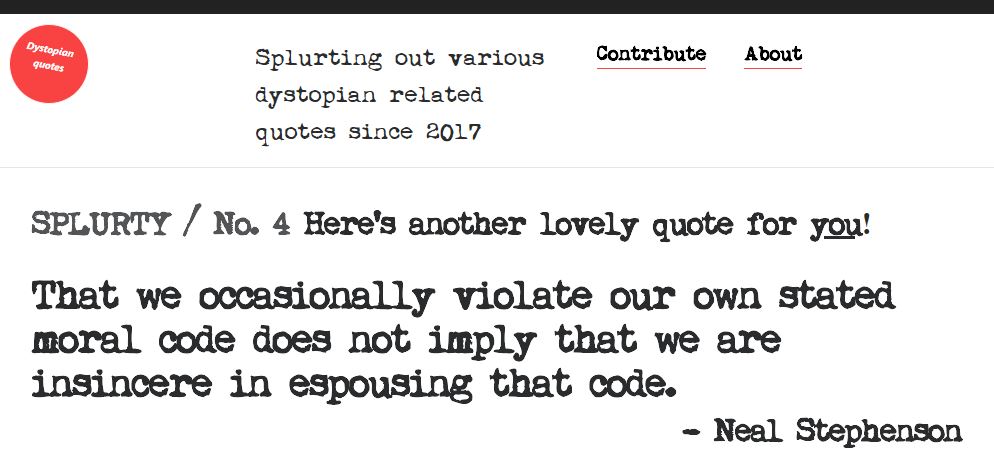 Dystopian
quotes
Splurting out various
dystopian related
quotes since 2017
Contribute
About
SPLURTY / No. 4 Here's another lovely quote for you!
That we occasionally violate our own stated
moral code does not imply that we are
insincere in espousing that code.
- Neal Stephenson